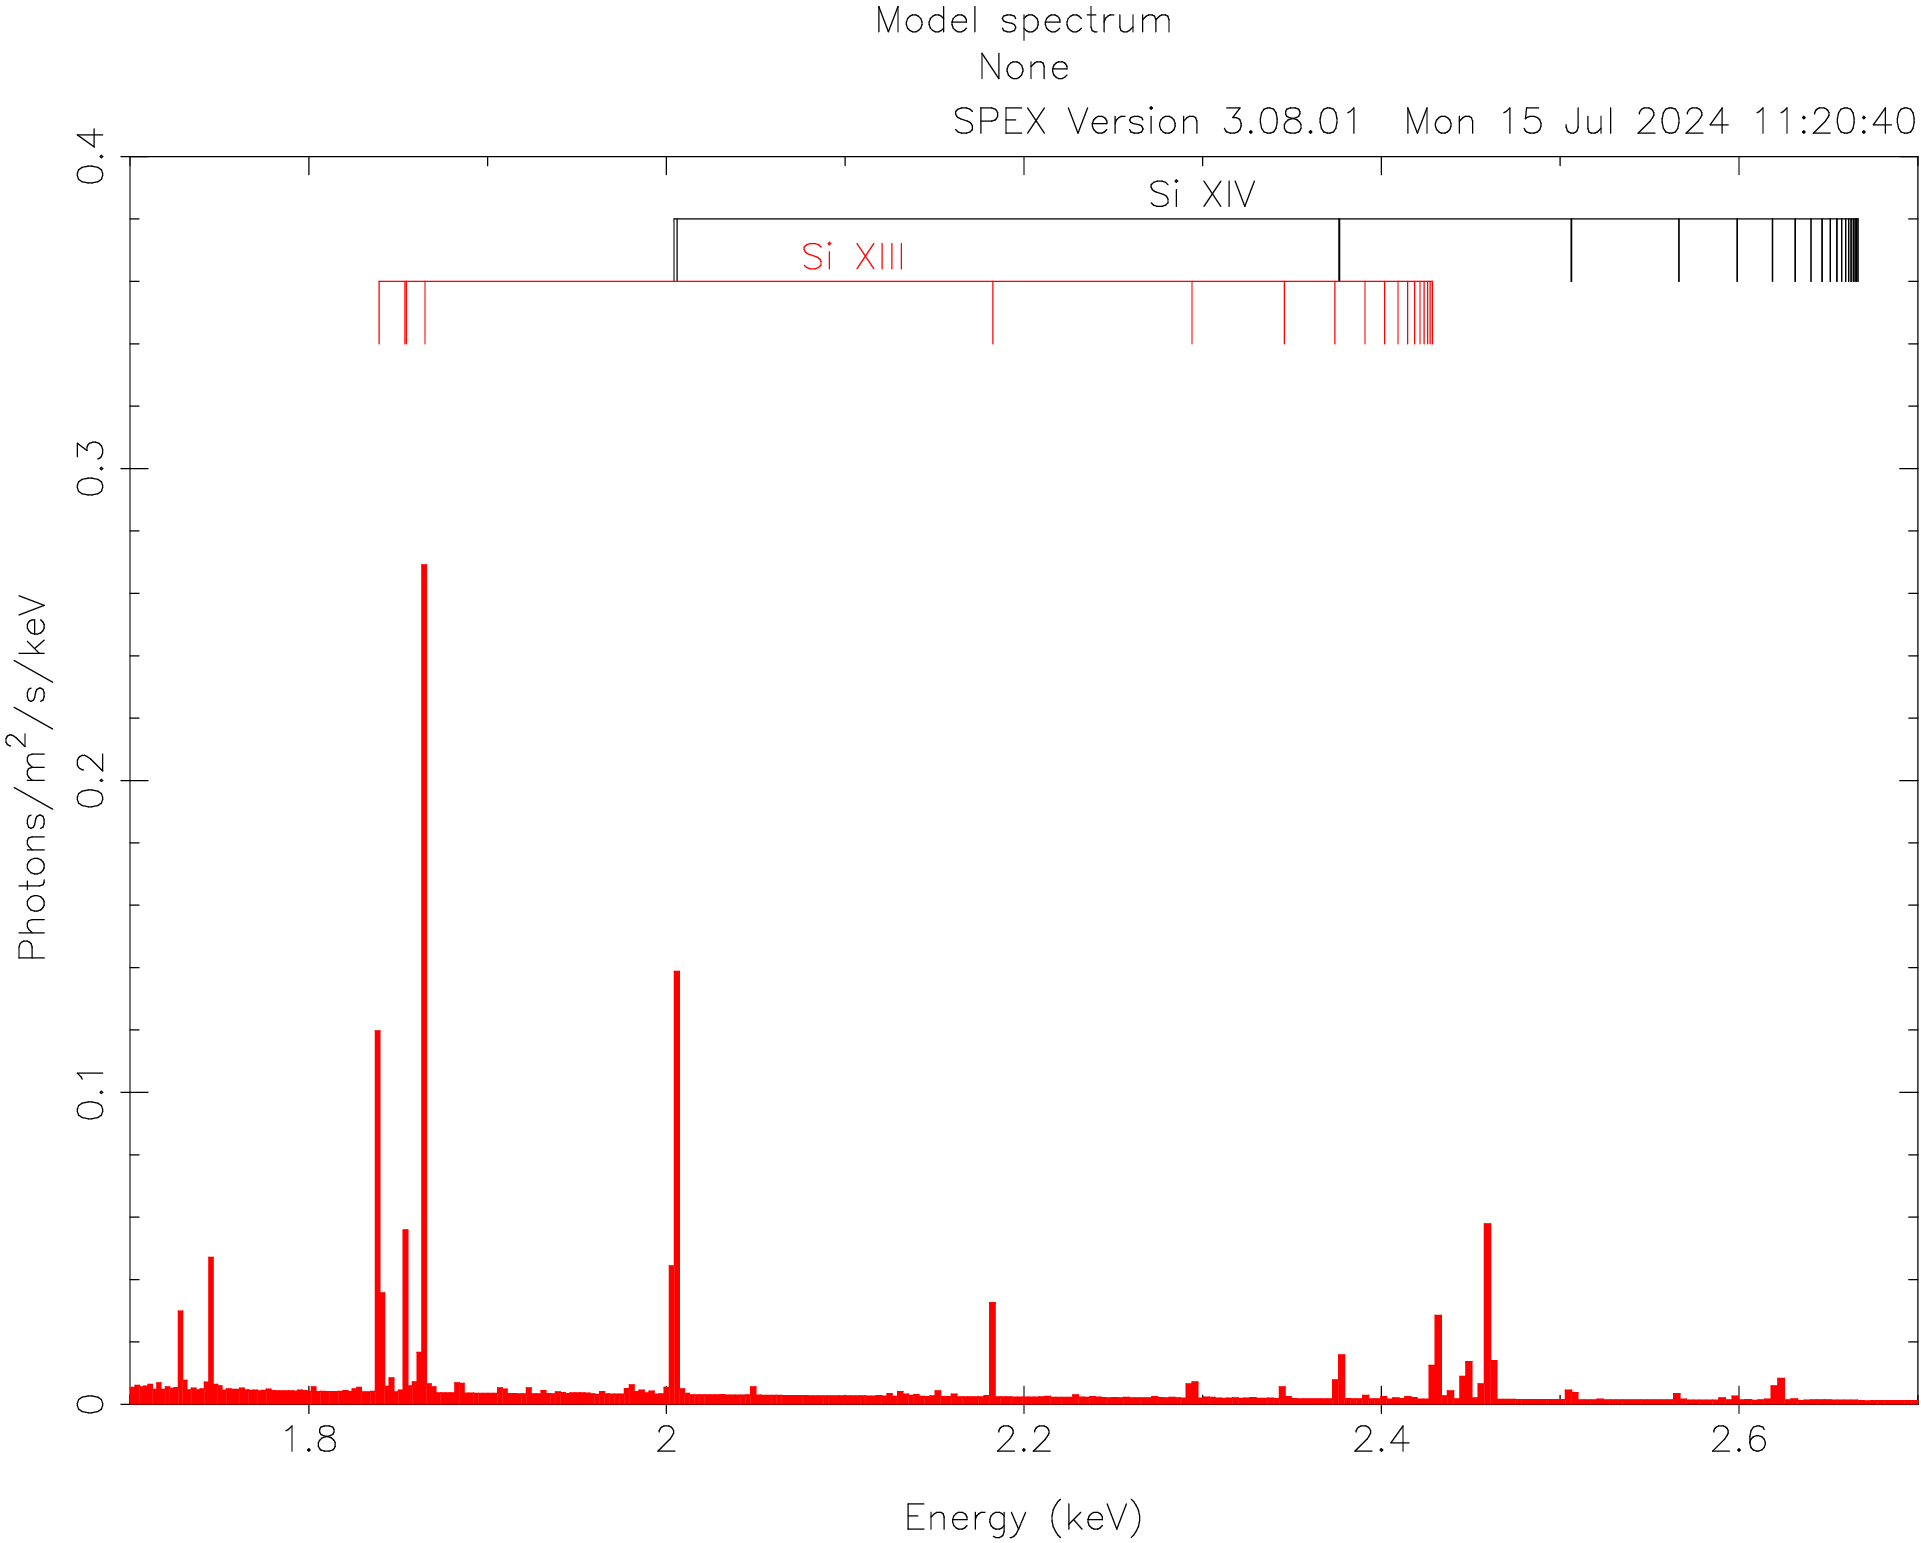 Model spectrum
None
SPEX Version 3.08.01 Mon 15 Jul 2024 11:20:40
Si XIV
Si XIII
0.4
0.3
0.2
0.1
0
Photons/m²/s/keV
1.8 2 2.2 2.4 2.6
Energy (keV)